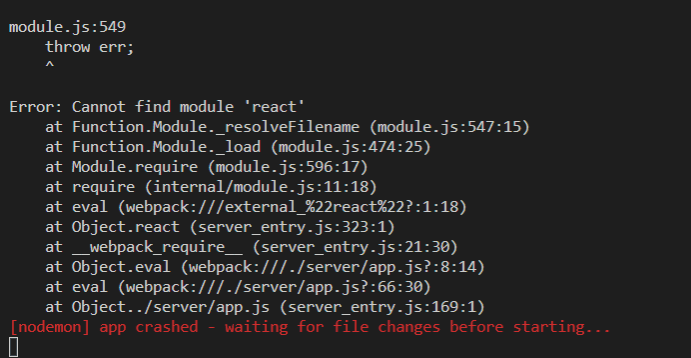 module.js:549
    throw err;
    ^
Error: Cannot find module 'react'
    at Function.Module._resolveFilename (module.js:547:15)
    at Function.Module._load (module.js:474:25)
    at Module.require (module.js:596:17)
    at require (internal/module.js:11:18)
    at eval (webpack:///external_%22react%22?:1:18)
    at Object.react (server_entry.js:323:1)
    at __webpack_require__ (server_entry.js:21:30)
    at Object.eval (webpack:///./server/app.js?:8:14)
    at eval (webpack:///./server/app.js?:66:30)
    at Object../server/app.js (server_entry.js:169:1)
[nodemon] app crashed - waiting for file changes before starting...